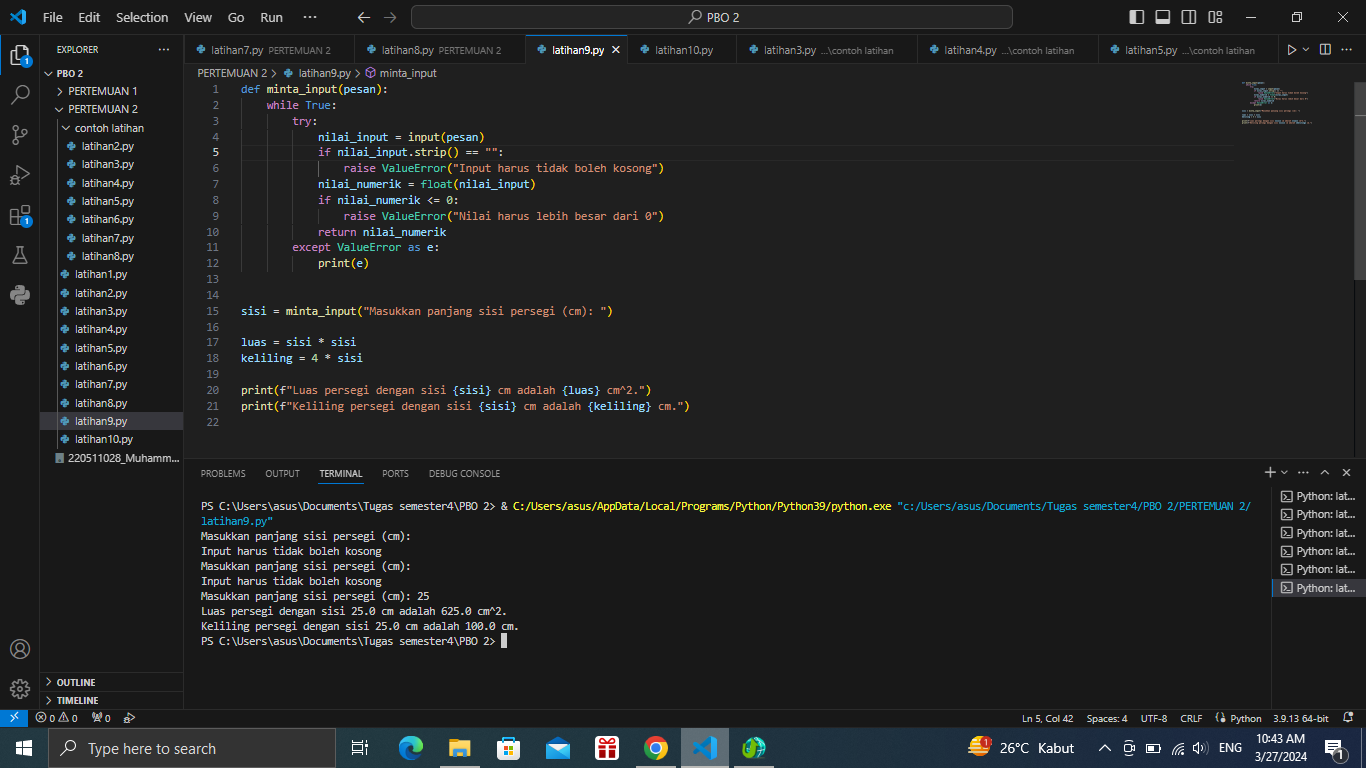 File Edit Selection View Go Run ··· PBO 2
EXPLORER ···
PBO 2
PERTEMUAN 1
PERTEMUAN 2
contoh latihan
latihan2.py
latihan3.py
latihan4.py
latihan5.py
latihan6.py
latihan7.py
latihan8.py
latihan1.py
latihan2.py
latihan3.py
latihan4.py
latihan5.py
latihan6.py
latihan7.py
latihan8.py
latihan9.py
latihan10.py
220511028_Muhamm...
OUTLINE
TIMELINE
latihan7.py PERTEMUAN 2 latihan8.py PERTEMUAN 2 latihan9.py latihan10.py latihan3.py ...\contoh latihan latihan4.py ...\contoh latihan latihan5.py ...\contoh latihan
PERTEMUAN 2 > latihan9.py > minta_input
1 def minta_input(pesan):
2 while True:
3 try:
4 nilai_input = input(pesan)
5 if nilai_input.strip() == "":
6 raise ValueError("Input harus tidak boleh kosong")
7 nilai_numerik = float(nilai_input)
8 if nilai_numerik <= 0:
9 raise ValueError("Nilai harus lebih besar dari 0")
10 return nilai_numerik
11 except ValueError as e:
12 print(e)
13
14
15 sisi = minta_input("Masukkan panjang sisi persegi (cm): ")
16
17 luas = sisi * sisi
18 keliling = 4 * sisi
19
20 print(f"Luas persegi dengan sisi {sisi} cm adalah {luas} cm^2.")
21 print(f"Keliling persegi dengan sisi {sisi} cm adalah {keliling} cm.")
22
PROBLEMS OUTPUT TERMINAL PORTS DEBUG CONSOLE
PS C:\Users\asus\Documents\Tugas semester4\PBO 2> & C:/Users/asus/AppData/Local/Programs/Python/Python39/python.exe "c:/Users/asus/Documents/Tugas semester4/PBO 2/PERTEMUAN 2/
latihan9.py"
Masukkan panjang sisi persegi (cm):
Input harus tidak boleh kosong
Masukkan panjang sisi persegi (cm):
Input harus tidak boleh kosong
Masukkan panjang sisi persegi (cm): 25
Luas persegi dengan sisi 25.0 cm adalah 625.0 cm^2.
Keliling persegi dengan sisi 25.0 cm adalah 100.0 cm.
PS C:\Users\asus\Documents\Tugas semester4\PBO 2>
Python: lat...
Python: lat...
Python: lat...
Python: lat...
Python: lat...
Python: lat...
0 0 0 Ln 5, Col 42 Spaces: 4 UTF-8 CRLF Python 3.9.13 64-bit
Type here to search 1 26°C Kabut ENG 10:43 AM
3/27/2024 1